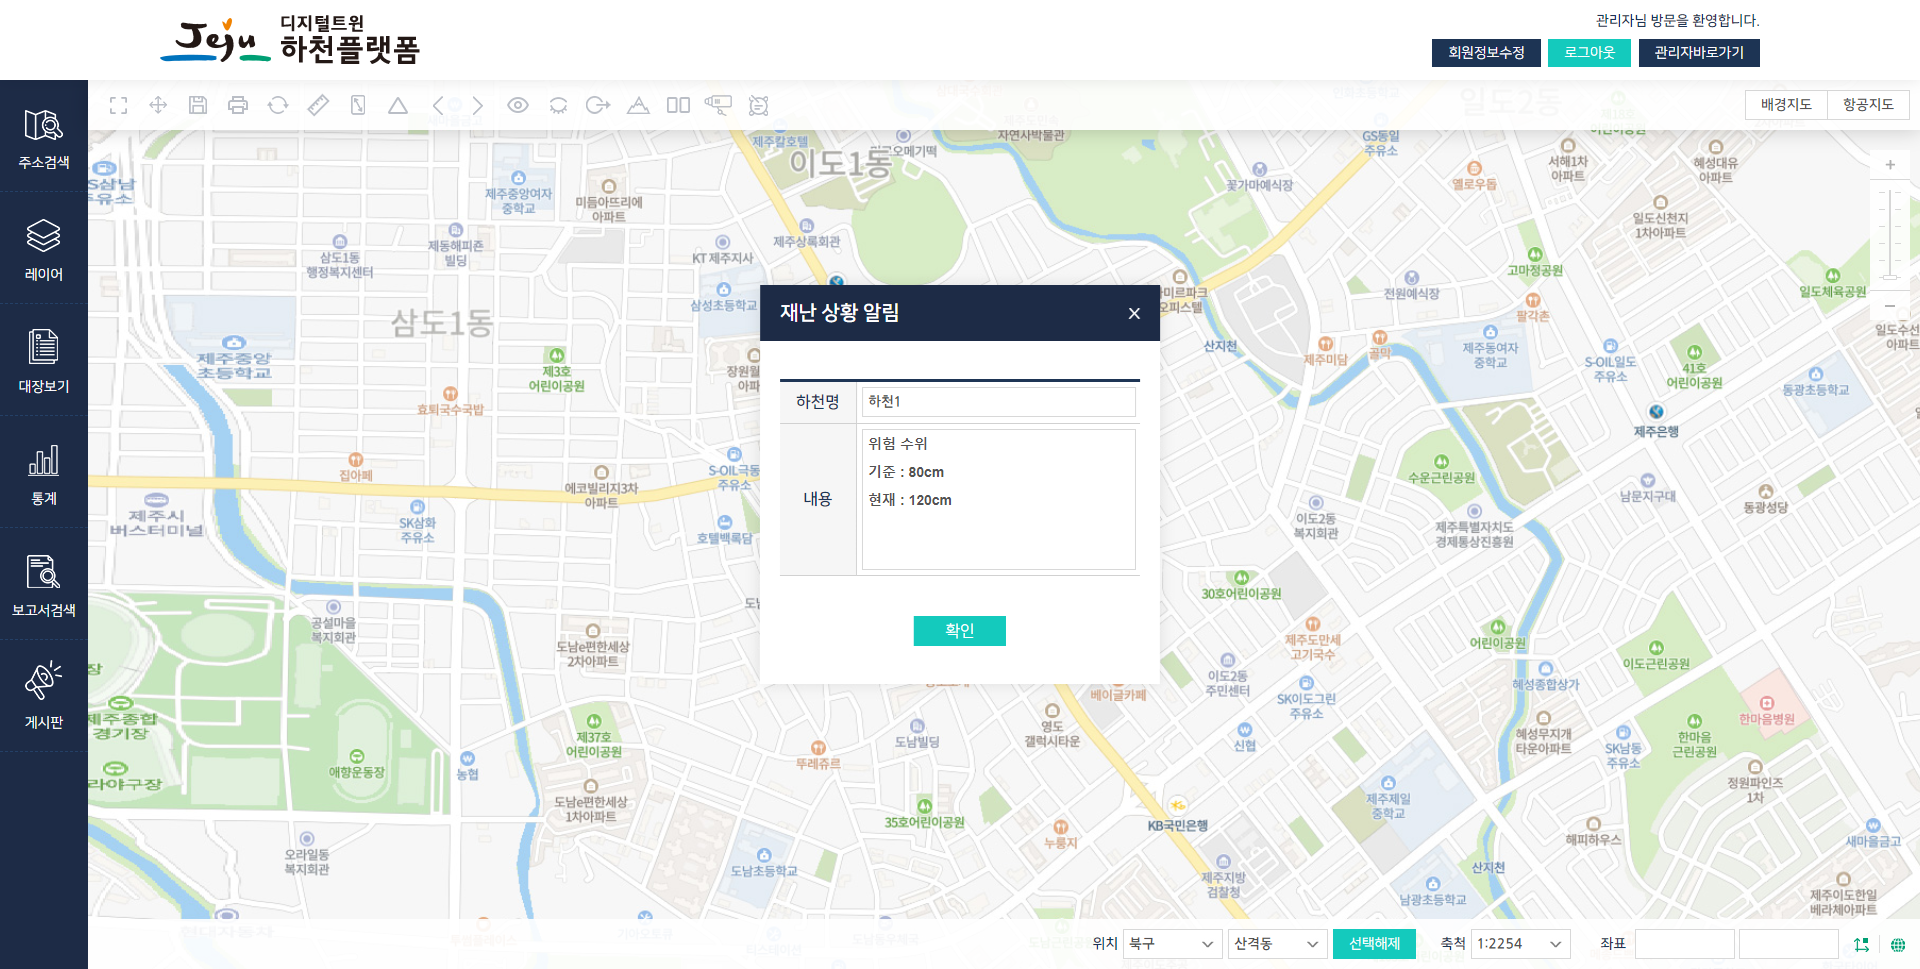 Jeju
디지털트윈
하천플랫폼
관리자님 방문을 환영합니다.
회원정보수정
로그아웃
관리자바로가기
주소검색
레이어
대장보기
통계
보고서검색
게시판
배경지도
항공지도
일도2동
제주칼호텔
이도1동
자연사박물관
GS동일
주유소
서해1차
아파트
혜성대유
아파트
옐로우돕
꽃가마예식장
제주중앙여자
중학교
미듬아뜨리에
아파트
일도신천지
1차아파트
삼도1동
행정복지센터
제동해피죤
빌딩
KT 제주지사
제주상록회관
고마정공원
전원예식장
팔각촌
일도체육공원
일도수선
아파트
삼성초등학교
산지천
제주미담
골막
제주동여자
중학교
S-OIL일도
주유소
41호
어린이공원
동광초등학교
삼도1동
제주중앙
초등학교
제3호
어린이공원
효퇴국수국밥
제주은행
집아페
에코빌리지3차
아파트
S-OIL극동
주유소
호텔백록담
SK삼화
주유소
제주시
버스터미널
수운근린공원
남문지구대
동광성당
이도2동
복지회관
제주특별자치도
경제통상진흥원
30호어린이공원
제주도만세
고기국수
어린이공원
이도근린공원
공설마을
복지회관
도남e편한세상
2차아파트
이도2동
주민센터
SK이도그린
주유소
혜성종합상가
한마음병원
베이글카페
영도
갤럭시타운
신협
혜성무지개
타운아파트
SK남동
주유소
한마음
근린공원
정원파인즈
1차
제주종합
경기장
애향운동장
농협
제37호
어린이공원
도남e편한세상
1차아파트
도남빌딩
뚜레쥬르
35호어린이공원
누룽지
KB국민은행
제주제일
중학교
해피하우스
새마을금고
오라일동
복지회관
도남초등학교
제주지방
검찰청
남광초등학교
산지천
제주이도한일
베라체아파트
재난 상황 알림
X
하천명
하천1
내용
위험 수위
기준 : 80cm
현재 : 120cm
확인
위치
북구
산격동
선택해제
축척
1:2254
좌표